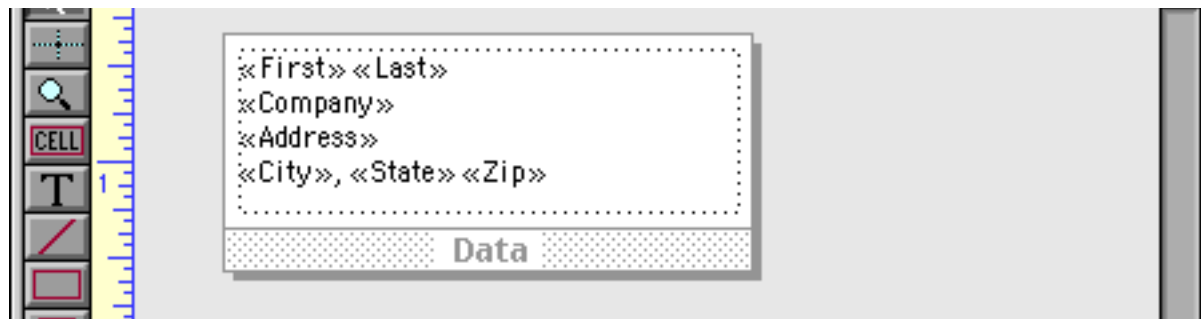 «First» «Last»
«Company»
«Address»
«City», «State» «Zip»
Data
CELL
T
1